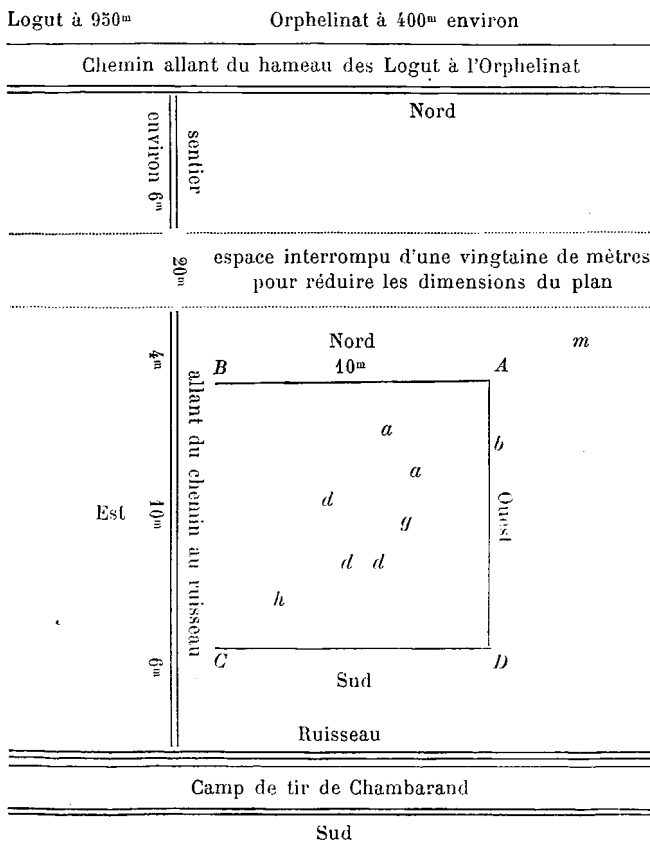 Logut à 950ᵐ Orphelinat à 400ᵐ environ
Chemin allant du hameau des Logut à l'Orphelinat
Nord
environ 6ᵐ
sentier
20ᵐ
espace interrompu d'une vingtaine de mètres
pour réduire les dimensions du plan
Nord
m
4ᵐ
B 10ᵐ A
allant du chemin au ruisseau
a
b
a
Est
10ᵐ
d
g
Ouest
d d
h
C D
6ᵐ
Sud
Ruisseau
Camp de tir de Chambarand
Sud